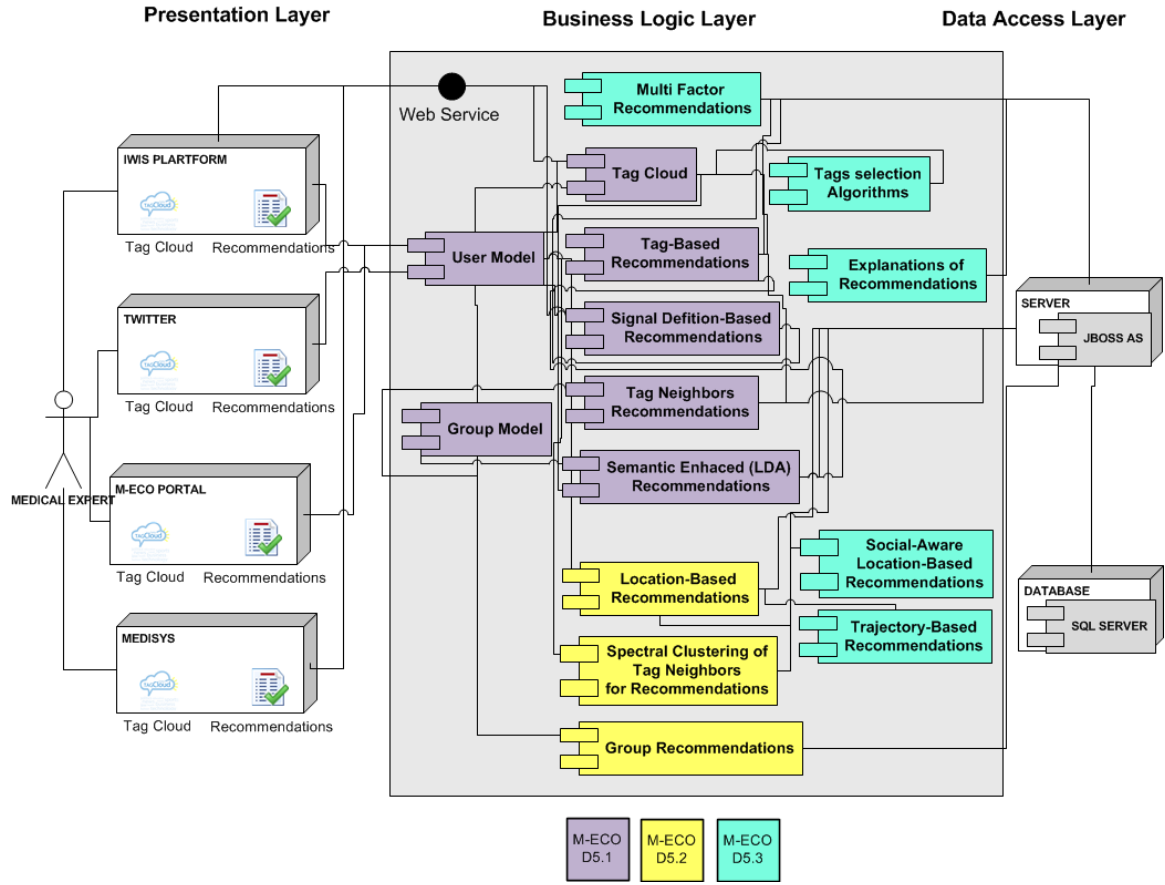 Presentation Layer
Business Logic Layer
Data Access Layer
Web Service
IWIS PLARTFORM
TagCloud
Tag Cloud
Recommendations
TWITTER
TagCloud
Tag Cloud
Recommendations
MEDICAL EXPERT
M-ECO PORTAL
TagCloud
Tag Cloud
Recommendations
MEDISYS
TagCloud
Tag Cloud
Recommendations
Multi Factor
Recommendations
Tag Cloud
Tags selection
Algorithms
User Model
Tag-Based
Recommendations
Explanations of
Recommendations
Signal Defition-Based
Recommendations
Tag Neighbors
Recommendations
Group Model
Semantic Enhaced (LDA)
Recommendations
Social-Aware
Location-Based
Recommendations
Location-Based
Recommendations
Trajectory-Based
Recommendations
Spectral Clustering of
Tag Neighbors
for Recommendations
Group Recommendations
SERVER
JBOSS AS
DATABASE
SQL SERVER
M-ECO
D5.1
M-ECO
D5.2
M-ECO
D5.3